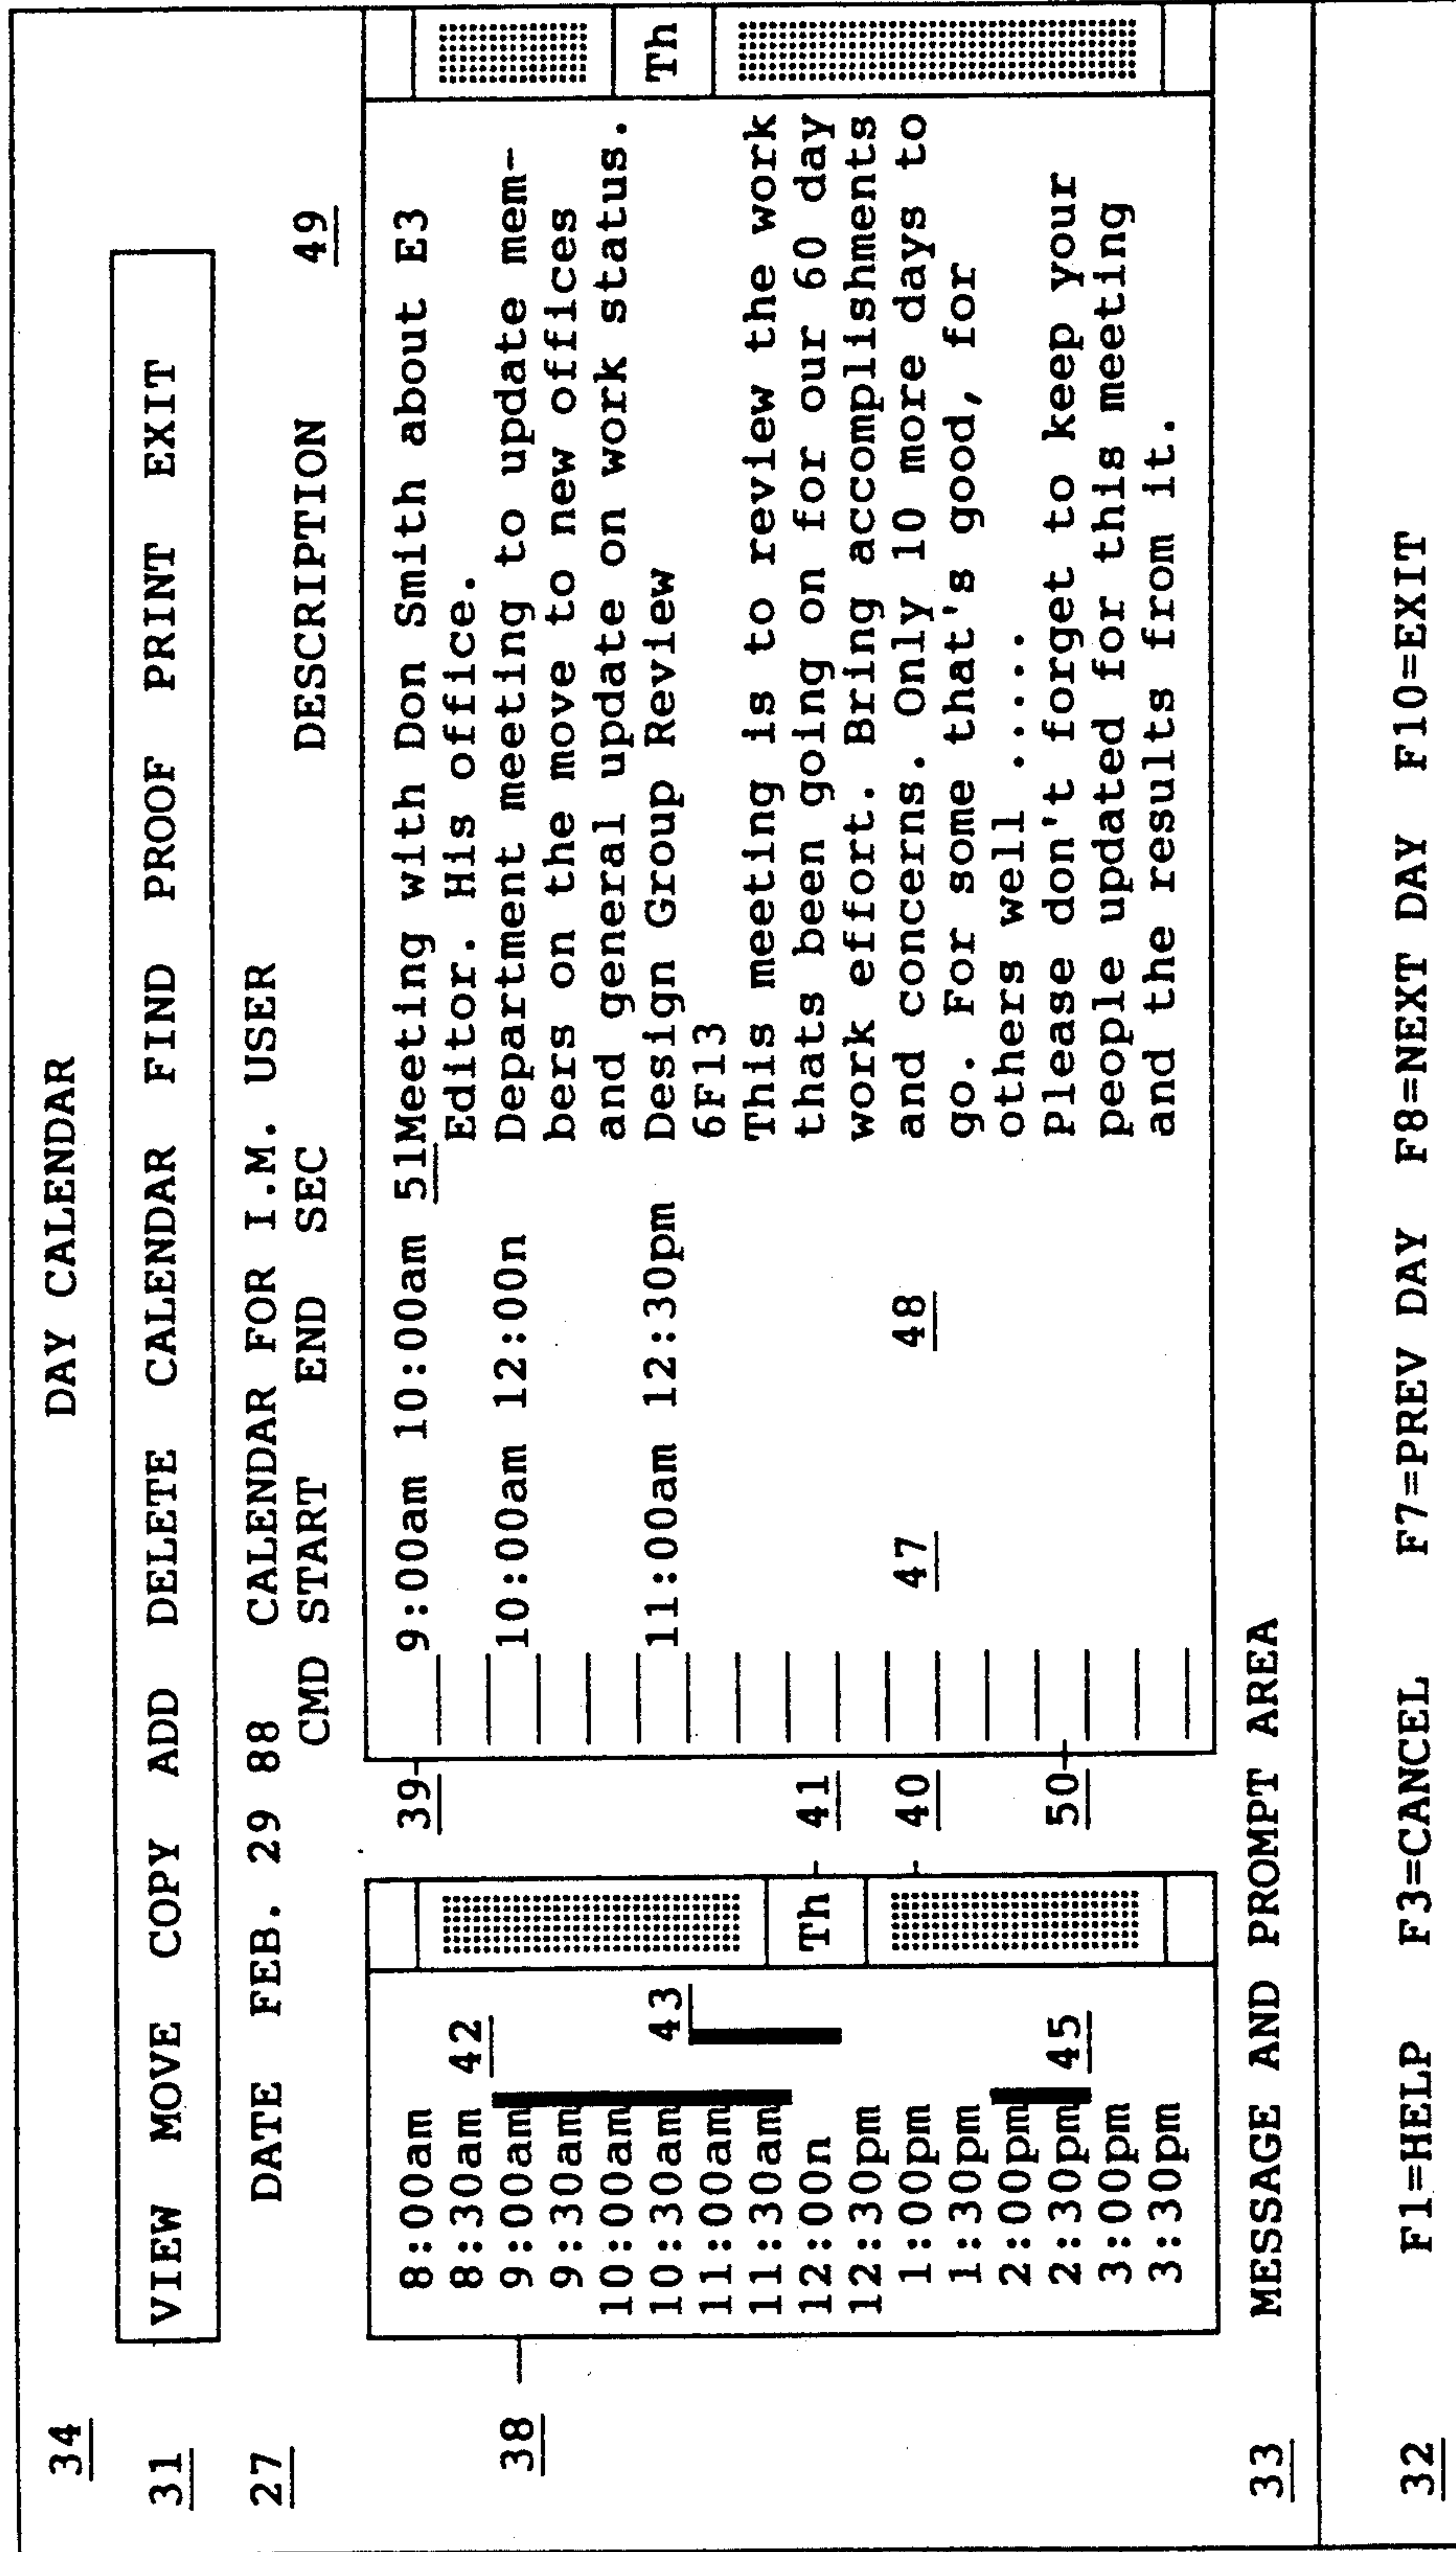 34 DAY CALENDAR
31 VIEW MOVE COPY ADD DELETE CALENDAR FIND PROOF PRINT EXIT
27 DATE FEB. 29 88 CALENDAR FOR I.M. USER
CMD START END SEC DESCRIPTION 49
38
8:00am
8:30am 42
9:00am
9:30am
10:00am
10:30am 43
11:00am
11:30am
12:00n Th
12:30pm
1:00pm
1:30pm
2:00pm
2:30pm 45
3:00pm
3:30pm
39
41
40
50
9:00am 10:00am 51Meeting with Don Smith about E3
Editor. His office.
10:00am 12:00n Department meeting to update mem-
bers on the move to new offices
and general update on work status.
11:00am 12:30pm Design Group Review Th
6F13
This meeting is to review the work
thats been going on for our 60 day
work effort. Bring accomplishments
47 48 and concerns. Only 10 more days to
go. For some that's good, for
others well .....
Please don't forget to keep your
people updated for this meeting
and the results from it.
33 MESSAGE AND PROMPT AREA
32 F1=HELP F3=CANCEL F7=PREV DAY F8=NEXT DAY F10=EXIT